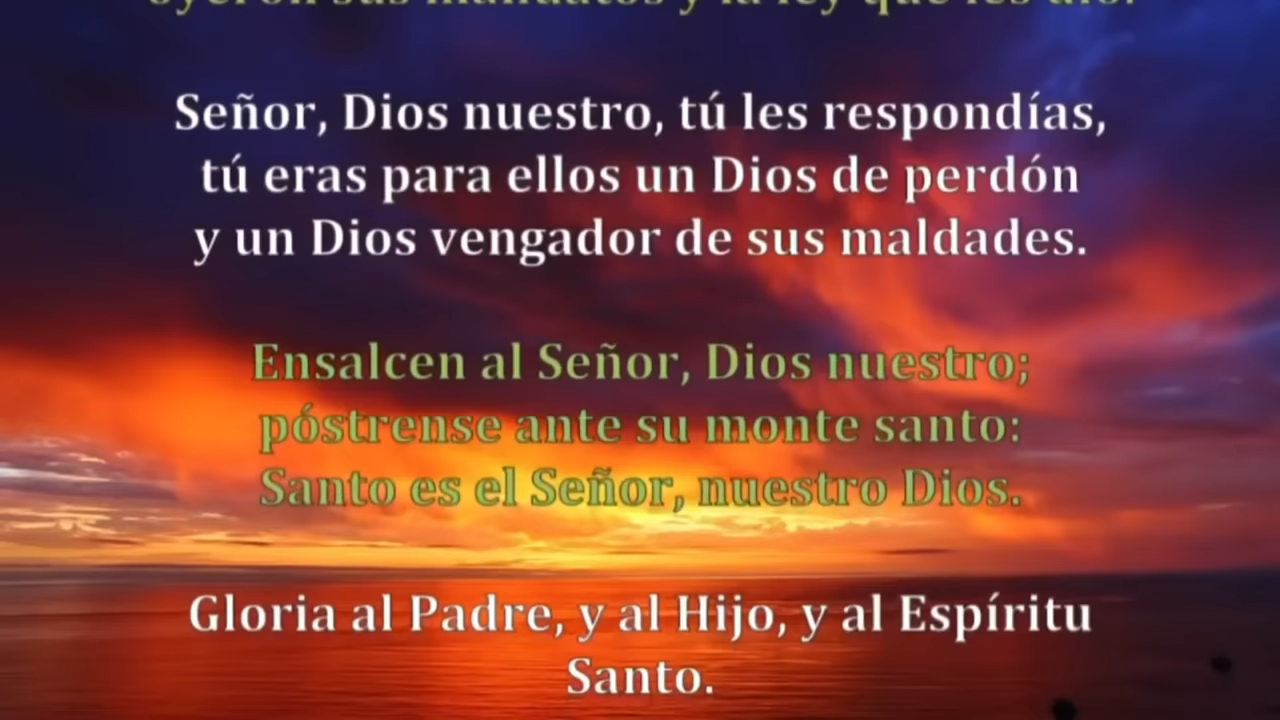 oyeron sus mandatos y la ley que les dio.
Señor, Dios nuestro, tú les respondías,
tú eras para ellos un Dios de perdón
y un Dios vengador de sus maldades.
Ensalcen al Señor, Dios nuestro;
póstrense ante su monte santo:
Santo es el Señor, nuestro Dios.
Gloria al Padre, y al Hijo, y al Espíritu
Santo.